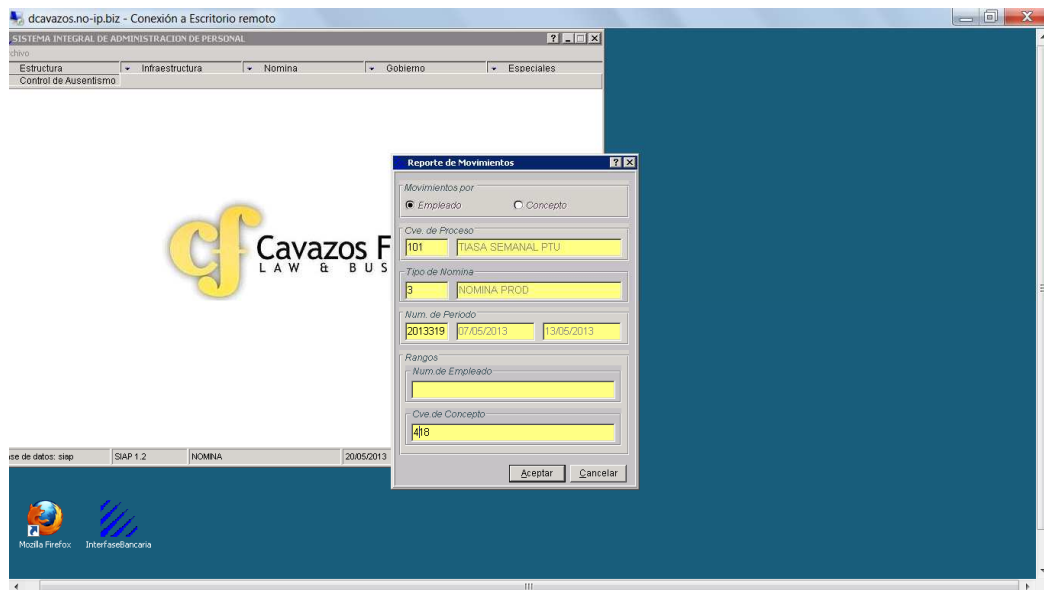 dcavazos.no-ip.biz - Conexión a Escritorio remoto
SISTEMA INTEGRAL DE ADMINISTRACION DE PERSONAL
chivo
Estructura Infraestructura Nomina Gobierno Especiales
Control de Ausentismo
Reporte de Movimientos
Movimientos por
Empleado Concepto
Cve. de Proceso
101 TIASA SEMANAL PTU
Tipo de Nomina
3 NOMINA PROD
Num. de Periodo
2013319 07/05/2013 13/05/2013
Rangos
Num.de Empleado
Cve de Concepto
418
Aceptar Cancelar
cf Cavazos F
LAW & BUS
se de datos: siap SIAP 1.2 NOMINA 20/05/2013
Mozilla Firefox InterfaseBancaria